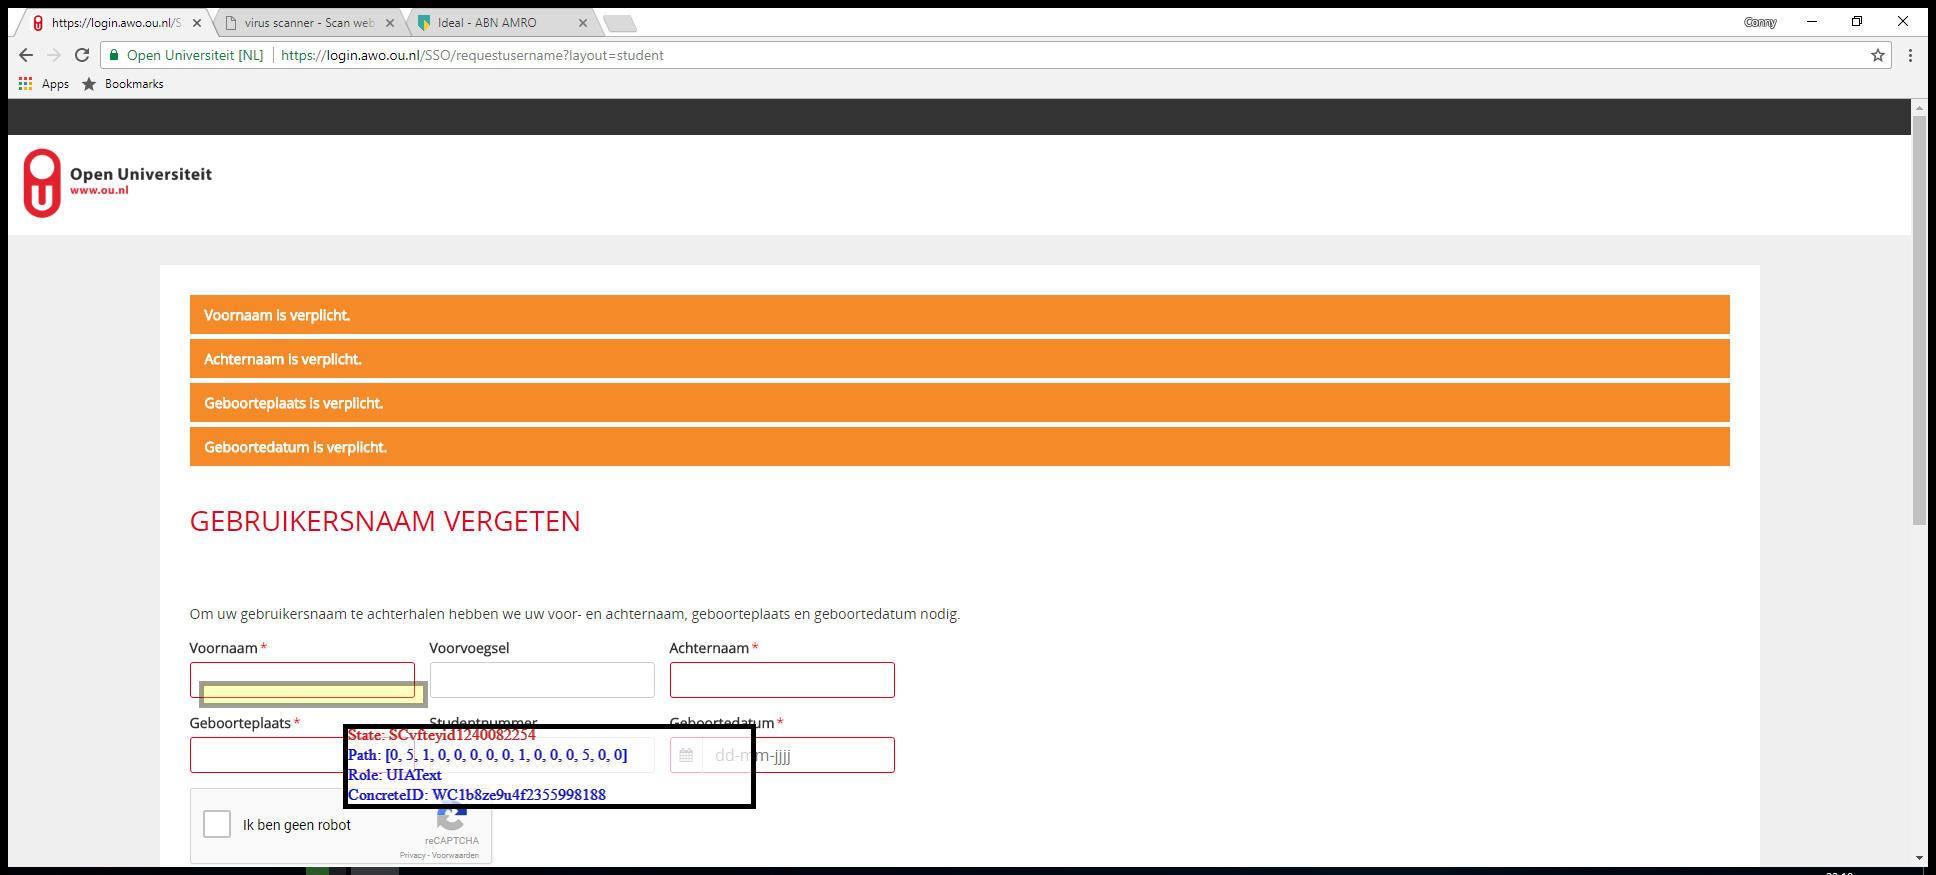 https://login.awo.ou.nl/S
virus scanner - Scan web
Ideal - ABN AMRO
Conny
Open Universiteit [NL]
https://login.awo.ou.nl/SSO/requestusername?layout=student
Apps
Bookmarks
Open Universiteit
www.ou.nl
Voornaam is verplicht.
Achternaam is verplicht.
Geboorteplaats is verplicht.
Geboortedatum is verplicht.
GEBRUIKERSNAAM VERGETEN
Om uw gebruikersnaam te achterhalen hebben we uw voor- en achternaam, geboorteplaats en geboortedatum nodig.
Voornaam *
Voorvoegsel
Achternaam *
Geboorteplaats *
Studentnummer
Geboortedatum *
State: SCvfteyid1240082254
Path: [0, 5, 1, 0, 0, 0, 0, 0, 1, 0, 0, 0, 5, 0, 0]
dd-mm-jjjj
Role: UIAText
ConcreteID: WC1b8ze9u4f2355998188
Ik ben geen robot
reCAPTCHA
Privacy - Voorwaarden